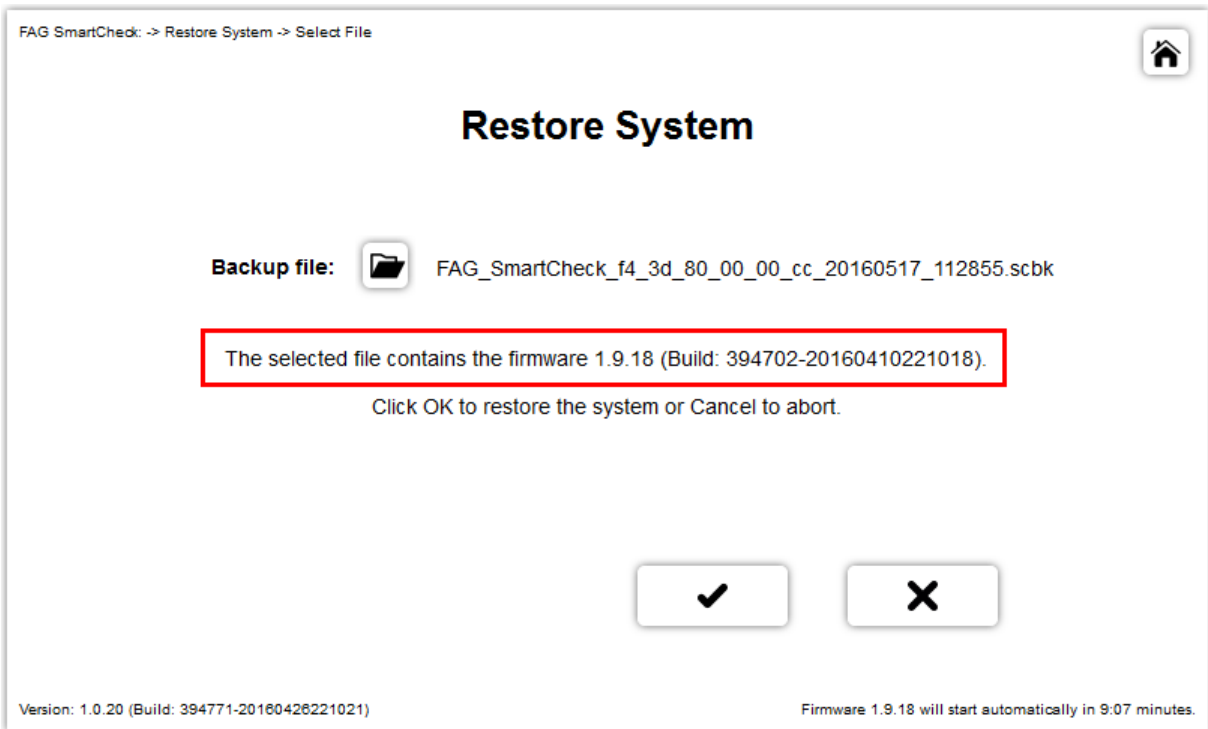 FAG SmartCheck: -> Restore System -> Select File
Restore System
Backup file: FAG_SmartCheck_f4_3d_80_00_00_cc_20160517_112855.scbk
The selected file contains the firmware 1.9.18 (Build: 394702-20160410221018).
Click OK to restore the system or Cancel to abort.
Version: 1.0.20 (Build: 394771-20160426221021)
Firmware 1.9.18 will start automatically in 9:07 minutes.